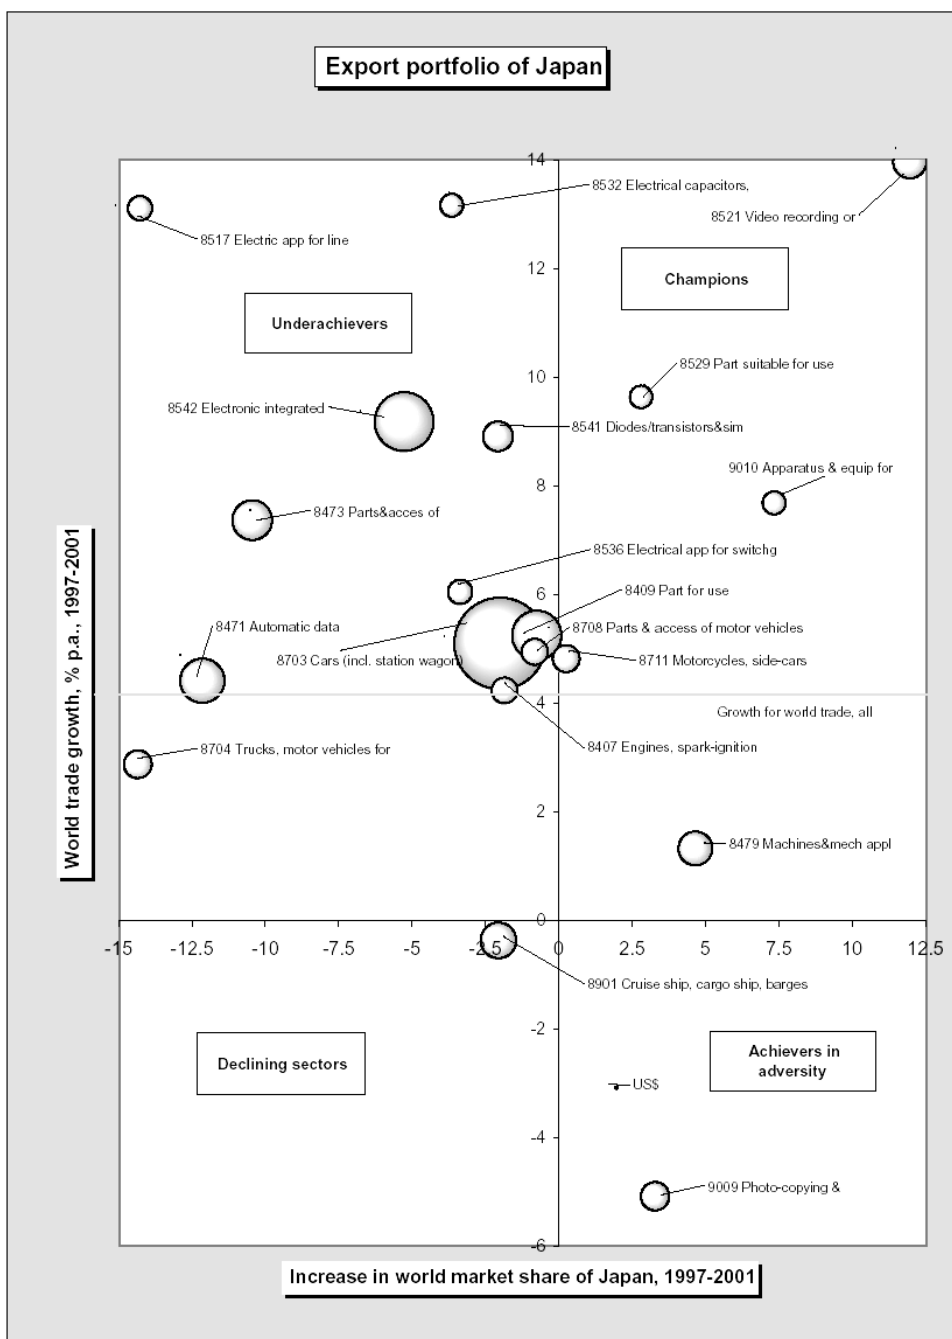 Export portfolio of Japan
14
8532 Electrical capacitors,
8521 Video recording or
8517 Electric app for line
12
Champions
Underachievers
10
8529 Part suitable for use
8542 Electronic integrated
8541 Diodes/transistors&sim
9010 Apparatus & equip for
8
8473 Parts&acces of
8536 Electrical app for switchg
6
8409 Part for use
8471 Automatic data
8708 Parts & access of motor vehicles
8703 Cars (incl. station wagon)
8711 Motorcycles, side-cars
4
Growth for world trade, all
8704 Trucks, motor vehicles for
8407 Engines, spark-ignition
2
8479 Machines&mech appl
0
-15
-12.5
-10
-7.5
-5
-2.5
0
2.5
5
7.5
10
12.5
8901 Cruise ship, cargo ship, barges
-2
Declining sectors
Achievers in
adversity
US$
-4
9009 Photo-copying &
-6
World trade growth, % p.a., 1997-2001
Increase in world market share of Japan, 1997-2001